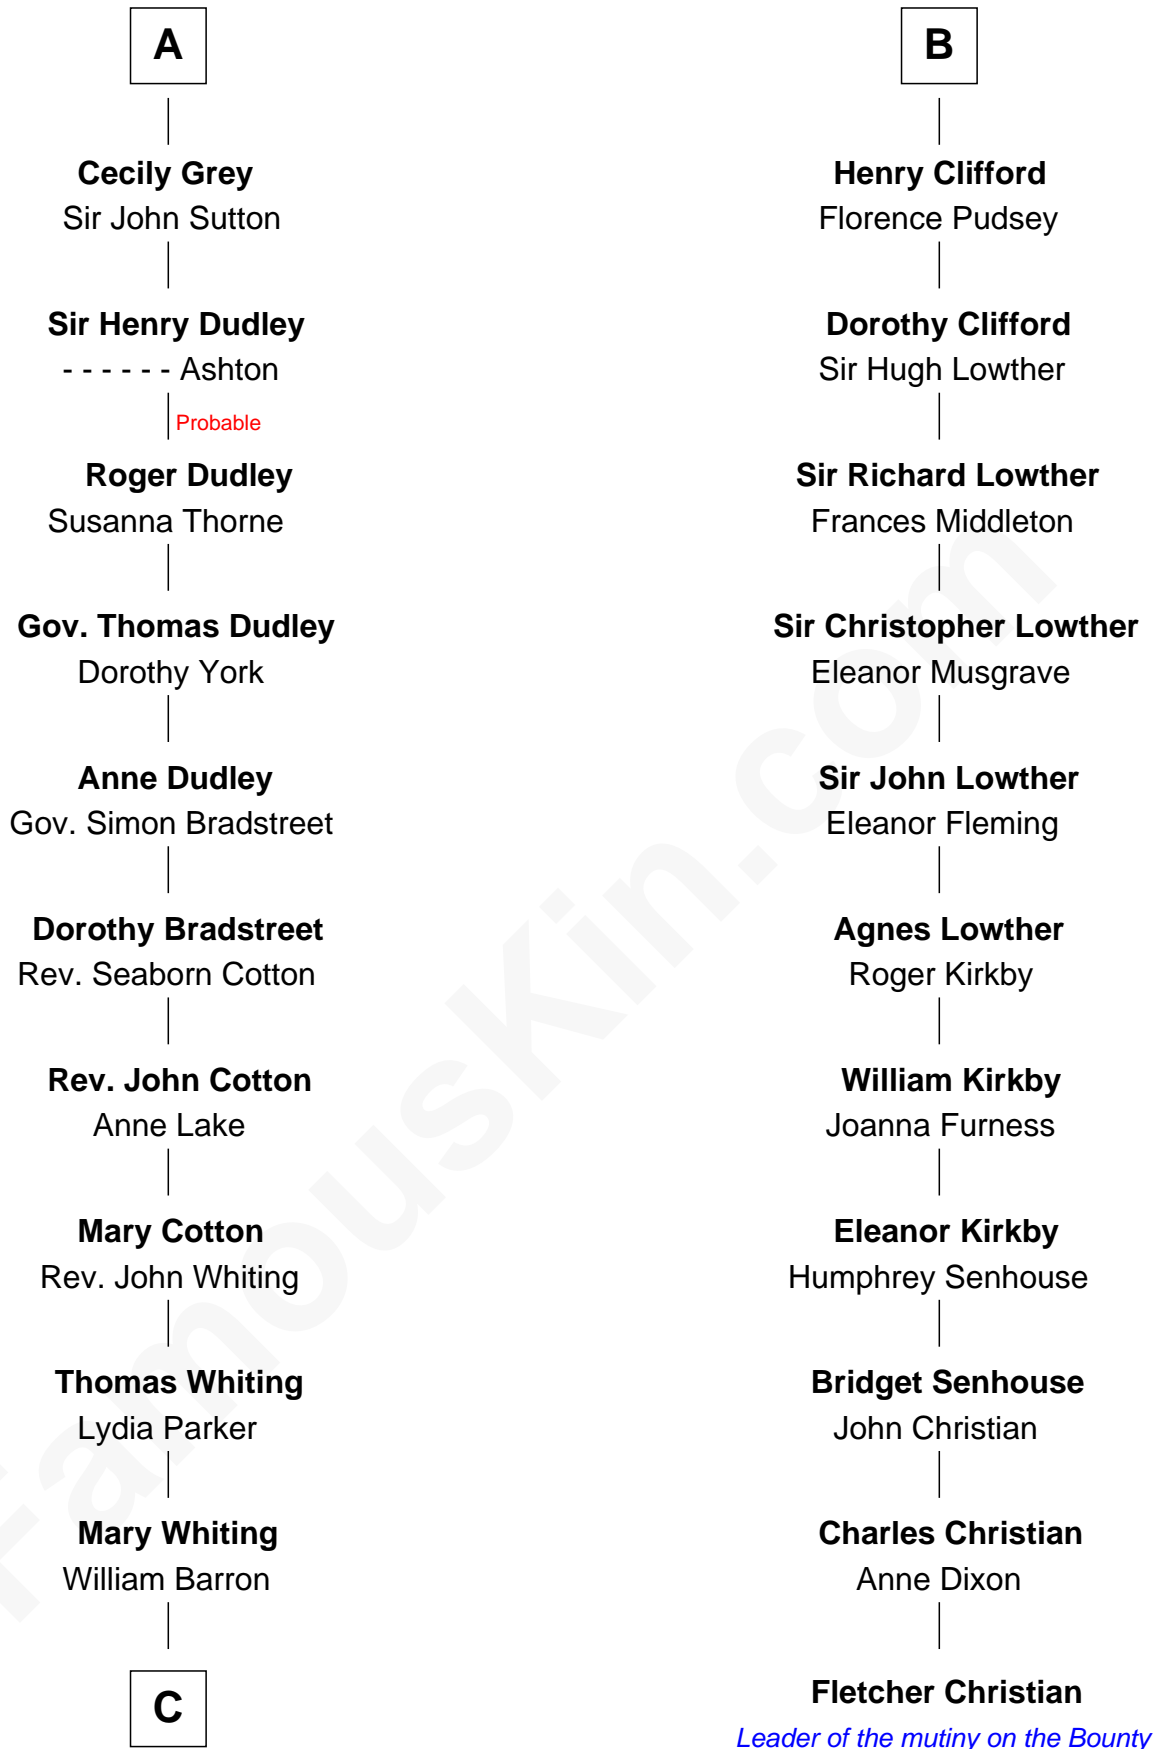 A
Cecily Grey
Sir John Sutton
Sir Henry Dudley
- - - - - - Ashton
Probable
Roger Dudley
Susanna Thorne
Gov. Thomas Dudley
Dorothy York
Anne Dudley
Gov. Simon Bradstreet
Dorothy Bradstreet
Rev. Seaborn Cotton
Rev. John Cotton
Anne Lake
Mary Cotton
Rev. John Whiting
Thomas Whiting
Lydia Parker
Mary Whiting
William Barron
C
B
Henry Clifford
Florence Pudsey
Dorothy Clifford
Sir Hugh Lowther
Sir Richard Lowther
Frances Middleton
Sir Christopher Lowther
Eleanor Musgrave
Sir John Lowther
Eleanor Fleming
Agnes Lowther
Roger Kirkby
William Kirkby
Joanna Furness
Eleanor Kirkby
Humphrey Senhouse
Bridget Senhouse
John Christian
Charles Christian
Anne Dixon
Fletcher Christian
Leader of the mutiny on the Bounty
FamousKin.com